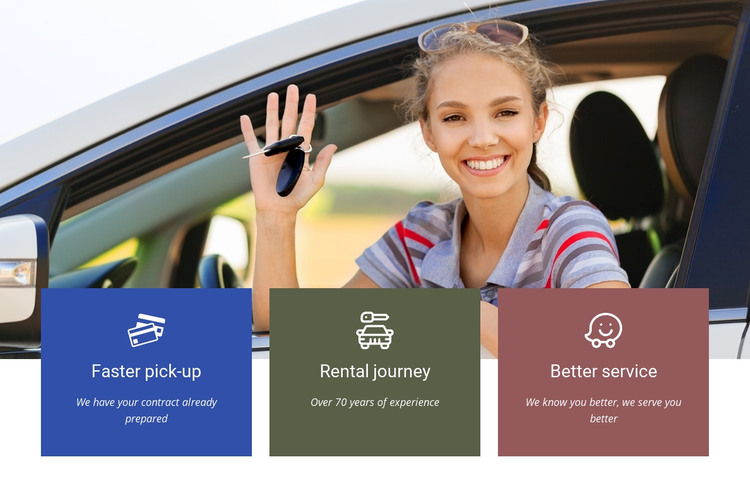 Faster pick-up
We have your contract already
prepared
Rental journey
Over 70 years of experience
Better service
We know you better, we serve you
better